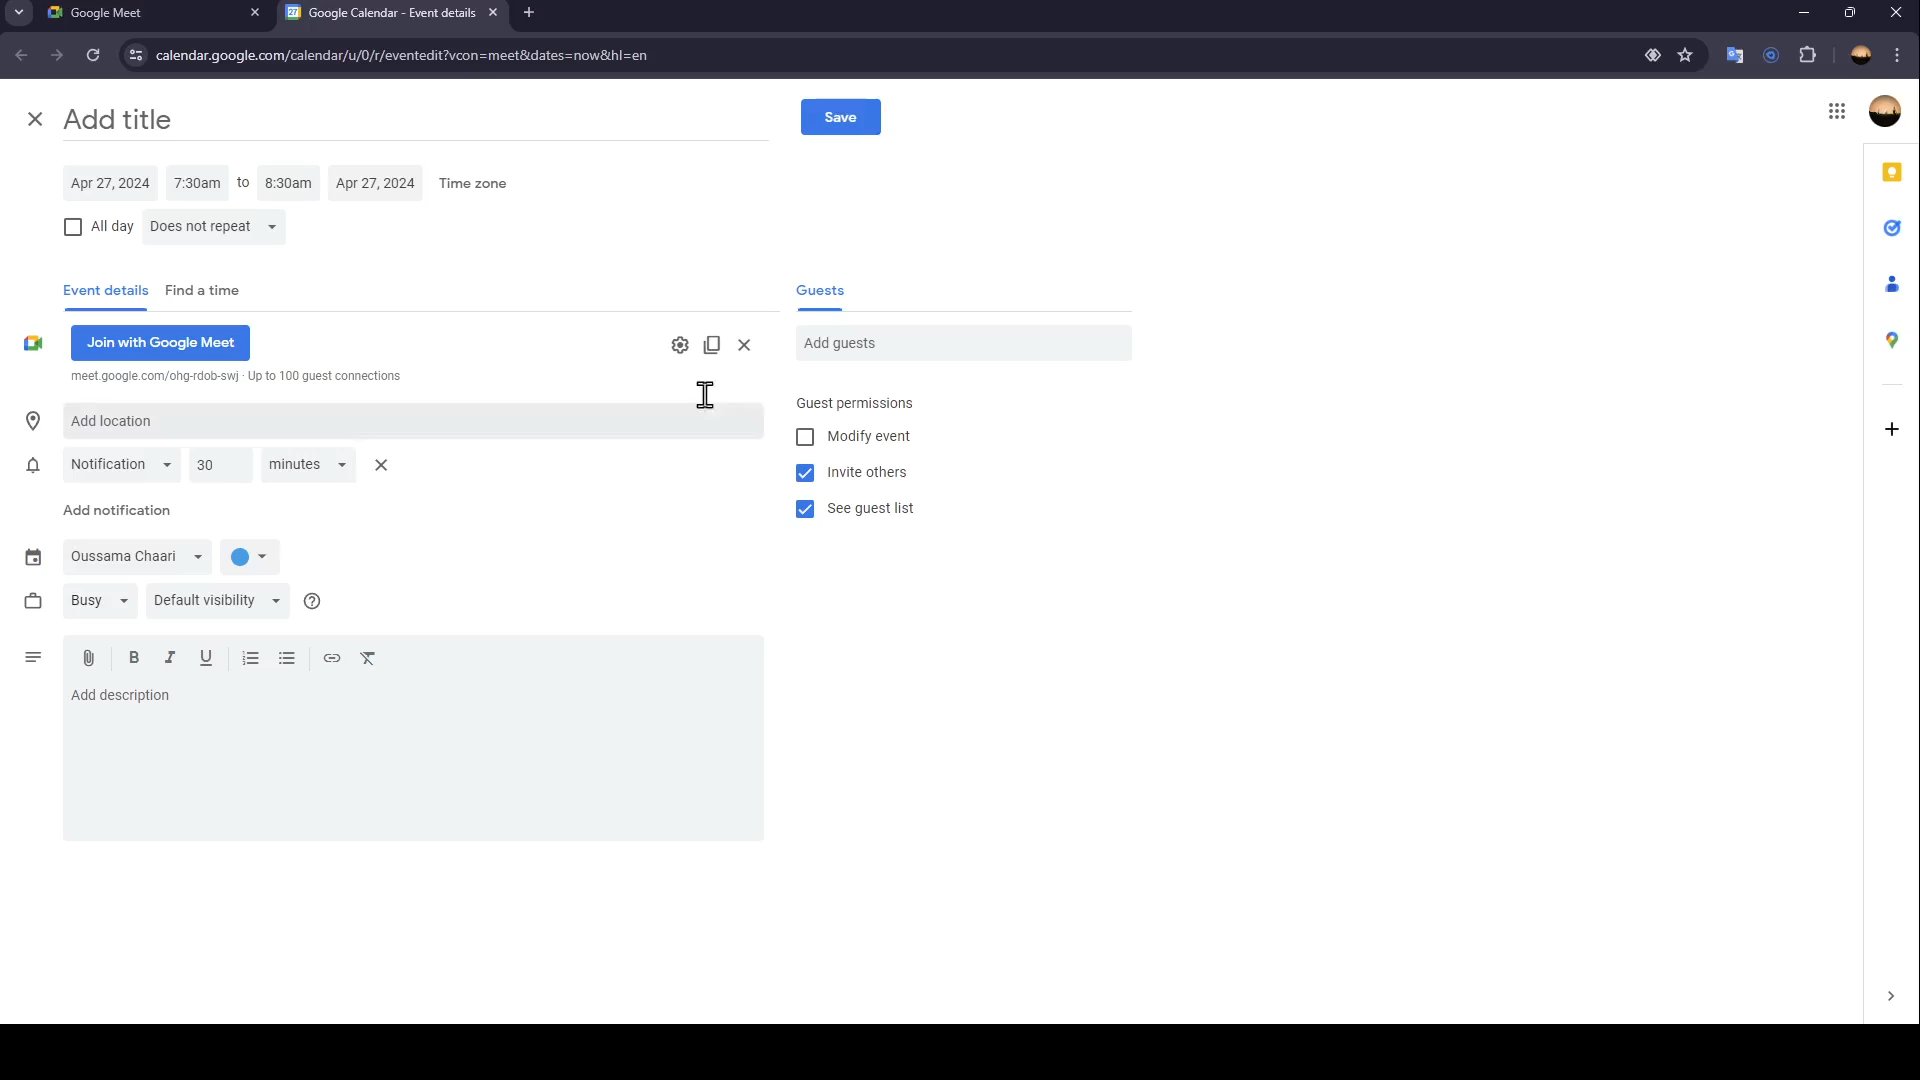 Google Meet
Google Calendar - Event details
calendar.google.com/calendar/u/0/r/eventedit?vcon=meet&dates=now&hl=en
Add title
Save
Apr 27, 2024 7:30am to 8:30am Apr 27, 2024 Time zone
All day Does not repeat
Event details Find a time
Guests
Join with Google Meet
Add guests
meet.google.com/ohg-rdob-swj · Up to 100 guest connections
Guest permissions
Add location
Modify event
Notification 30 minutes
Invite others
Add notification
See guest list
Oussama Chaari
Busy Default visibility
B I U
Add description